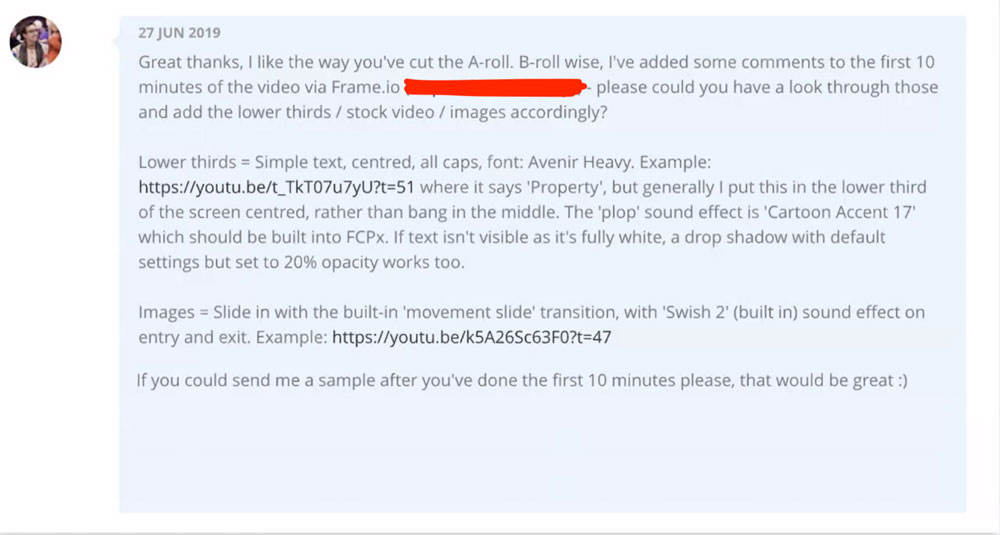 27 JUN 2019
Great thanks, I like the way you've cut the A-roll. B-roll wise, I've added some comments to the first 10
minutes of the video via Frame.io - please could you have a look through those
and add the lower thirds / stock video / images accordingly?
Lower thirds = Simple text, centred, all caps, font: Avenir Heavy. Example:
https://youtu.be/t_TkT07u7yU?t=51 where it says 'Property', but generally I put this in the lower third
of the screen centred, rather than bang in the middle. The 'plop' sound effect is 'Cartoon Accent 17'
which should be built into FCPx. If text isn't visible as it's fully white, a drop shadow with default
settings but set to 20% opacity works too.
Images = Slide in with the built-in 'movement slide' transition, with 'Swish 2' (built in) sound effect on
entry and exit. Example: https://youtu.be/k5A26Sc63F0?t=47
If you could send me a sample after you've done the first 10 minutes please, that would be great :)